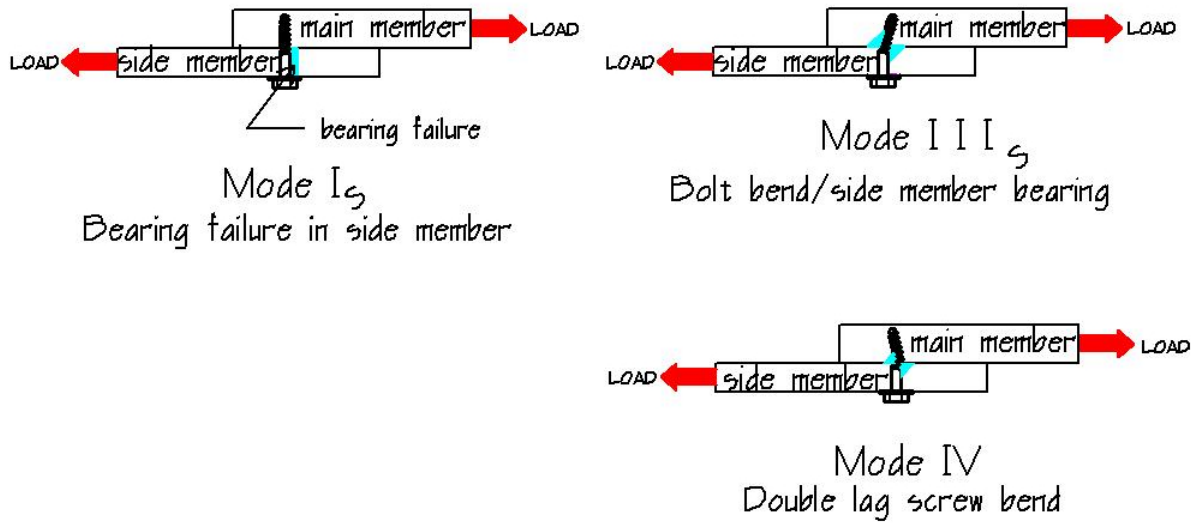 main member
LOAD
LOAD
side member
bearing failure
Mode Is
Bearing failure in side member
main member
LOAD
LOAD
side member
Mode I I I s
Bolt bend/side member bearing
main member
LOAD
LOAD
side member
Mode IV
Double lag screw bend